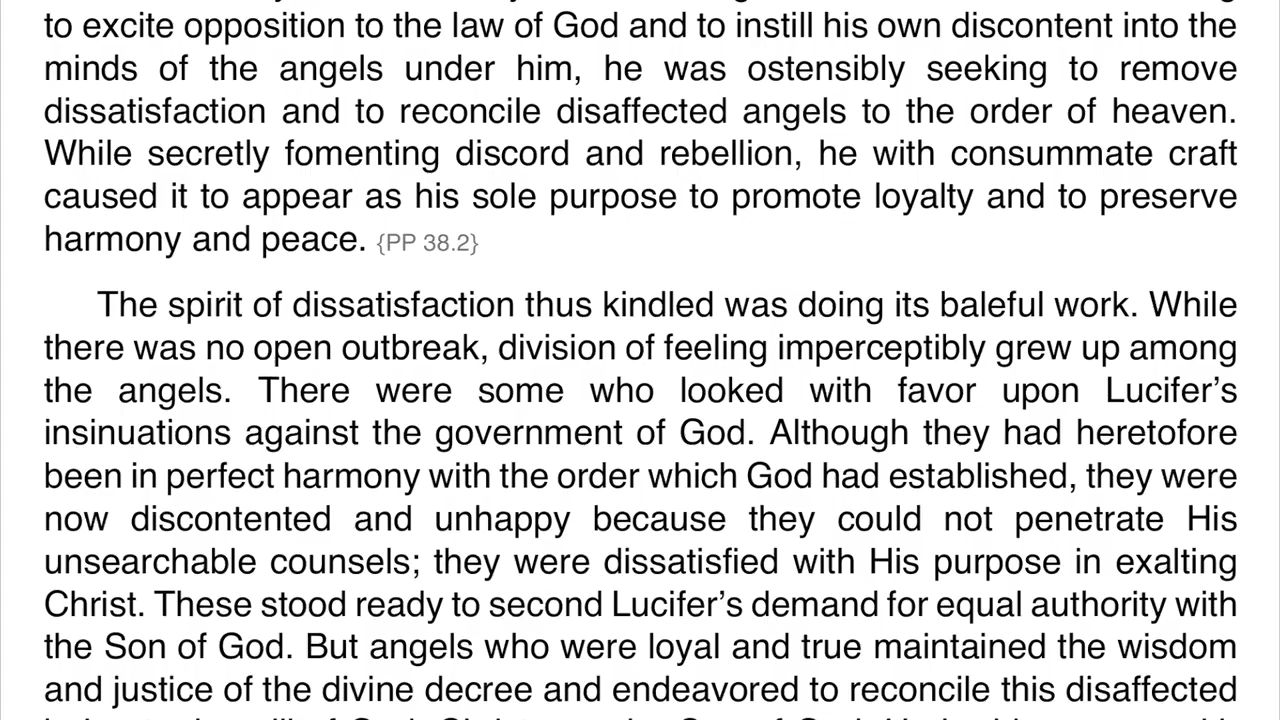 to excite opposition to the law of God and to instill his own discontent into the
minds of the angels under him, he was ostensibly seeking to remove
dissatisfaction and to reconcile disaffected angels to the order of heaven.
While secretly fomenting discord and rebellion, he with consummate craft
caused it to appear as his sole purpose to promote loyalty and to preserve
harmony and peace. {PP 38.2}
The spirit of dissatisfaction thus kindled was doing its baleful work. While
there was no open outbreak, division of feeling imperceptibly grew up among
the angels. There were some who looked with favor upon Lucifer’s
insinuations against the government of God. Although they had heretofore
been in perfect harmony with the order which God had established, they were
now discontented and unhappy because they could not penetrate His
unsearchable counsels; they were dissatisfied with His purpose in exalting
Christ. These stood ready to second Lucifer’s demand for equal authority with
the Son of God. But angels who were loyal and true maintained the wisdom
and justice of the divine decree and endeavored to reconcile this disaffected